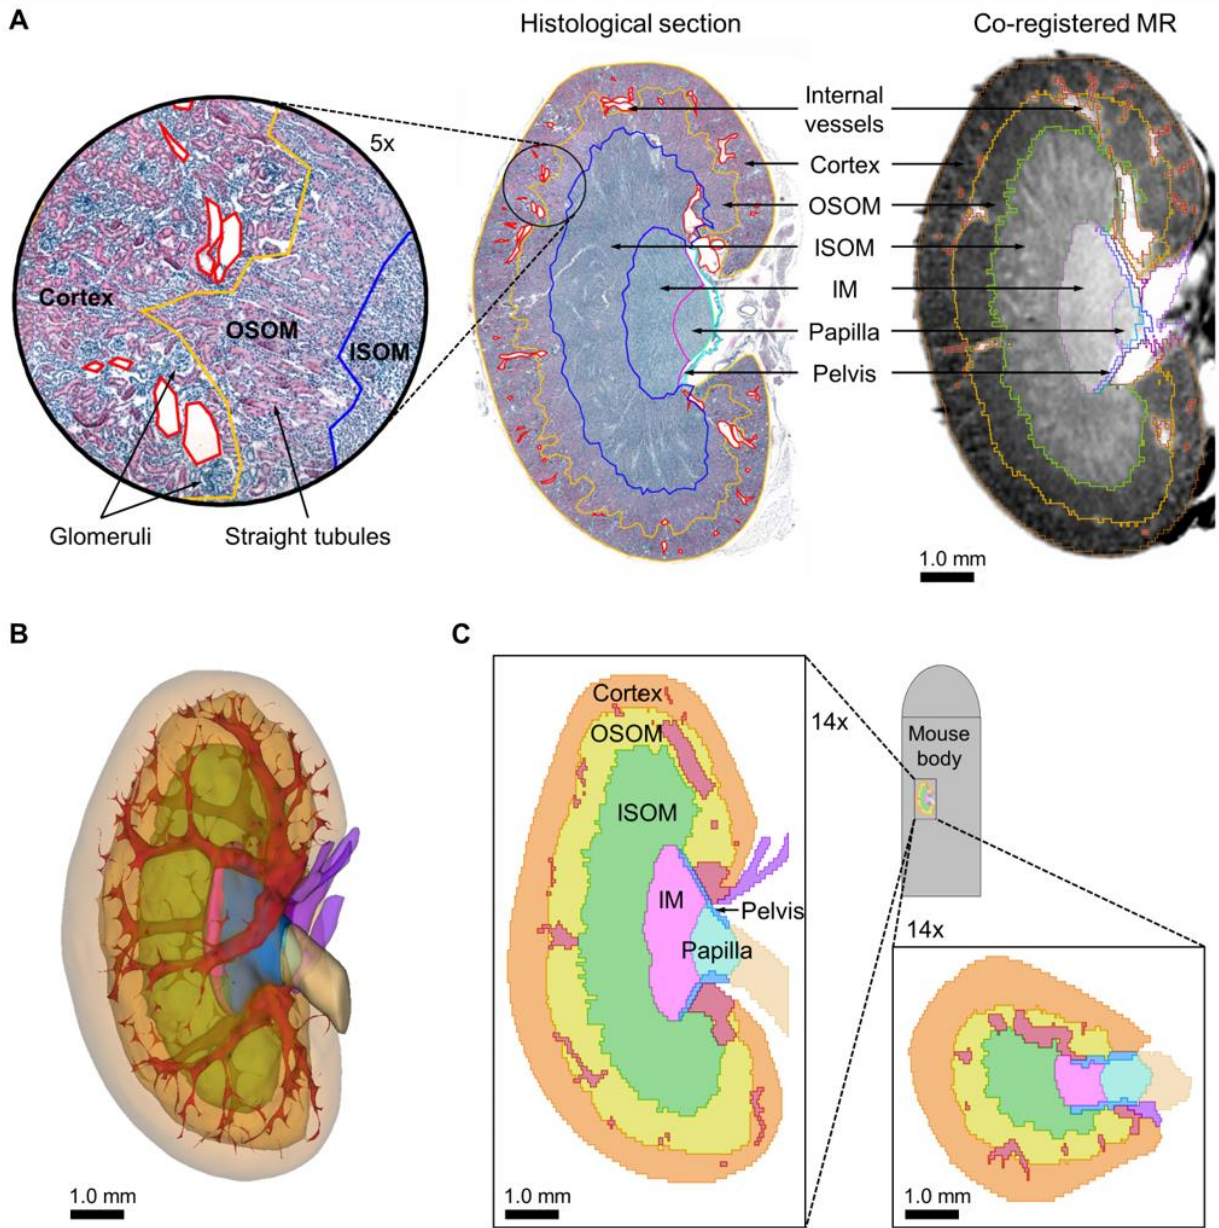 A
Histological section
Co-registered MR
5x
Internal
vessels
Cortex
OSOM
ISOM
IM
Papilla
Pelvis
Cortex
OSOM
ISOM
Glomeruli
Straight tubules
1.0 mm
B
1.0 mm
C
Cortex
OSOM
ISOM
IM
Pelvis
Papilla
1.0 mm
14x
Mouse
body
14x
1.0 mm